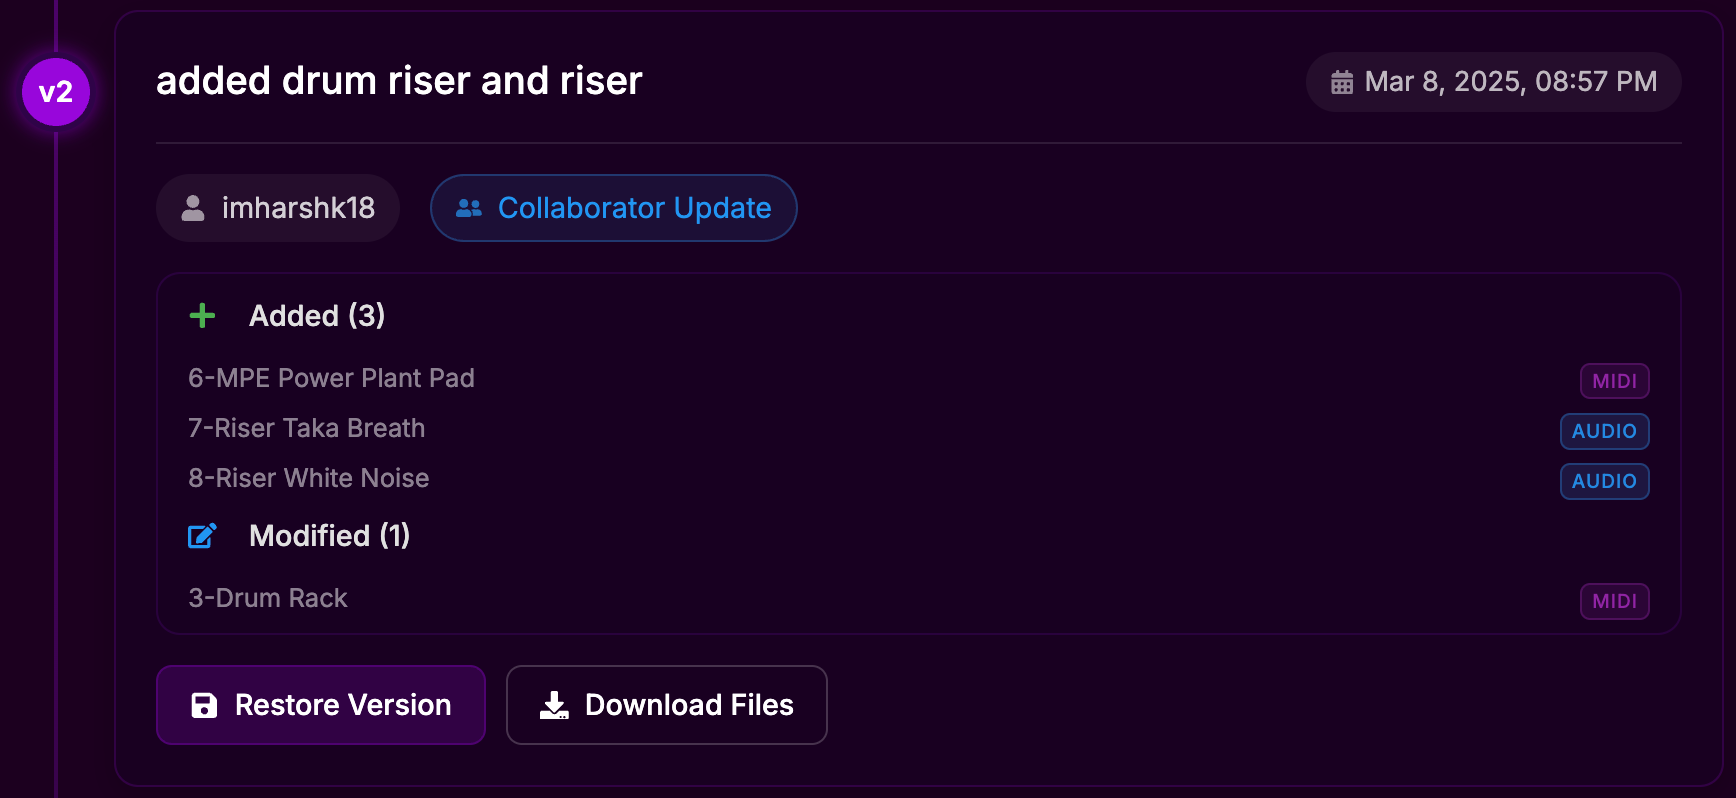 v2
added drum riser and riser
Mar 8, 2025, 08:57 PM
imharshk18
Collaborator Update
Added (3)
6-MPE Power Plant Pad
MIDI
7-Riser Taka Breath
AUDIO
8-Riser White Noise
AUDIO
Modified (1)
3-Drum Rack
MIDI
Restore Version
Download Files